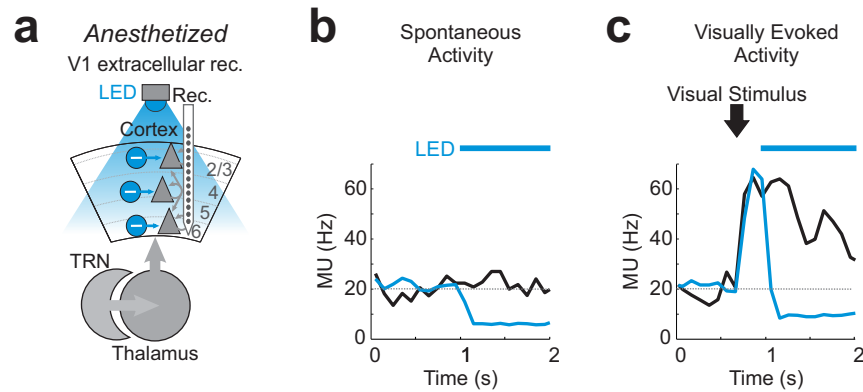 a
Anesthetized
V1 extracellular rec.
LED
Rec.
Cortex
2/3
4
5
6
TRN
Thalamus
b
Spontaneous
Activity
LED
60
40
20
0
MU (Hz)
0
1
2
Time (s)
c
Visually Evoked
Activity
Visual Stimulus
60
40
20
0
MU (Hz)
0
1
2
Time (s)